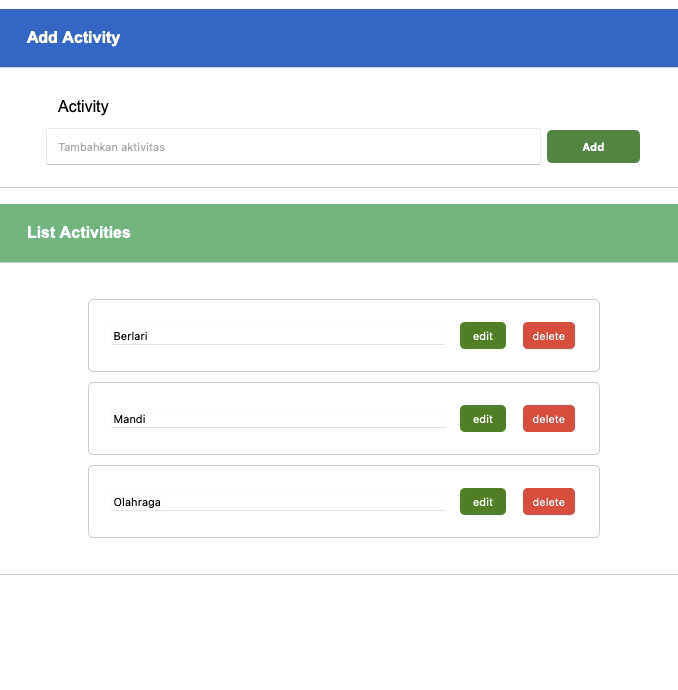 Add Activity
Activity
Tambahkan aktivitas Add
List Activities
Berlari edit delete
Mandi edit delete
Olahraga edit delete